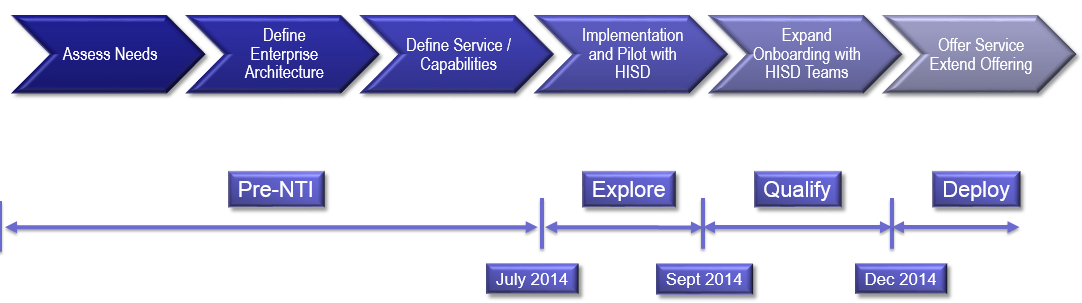 Assess Needs
Define
Enterprise
Architecture
Define Service /
Capabilities
Implementation
and Pilot with
HISD
Expand
Onboarding with
HISD Teams
Offer Service
Extend Offering
Pre-NTI
Explore
Qualify
Deploy
July 2014
Sept 2014
Dec 2014